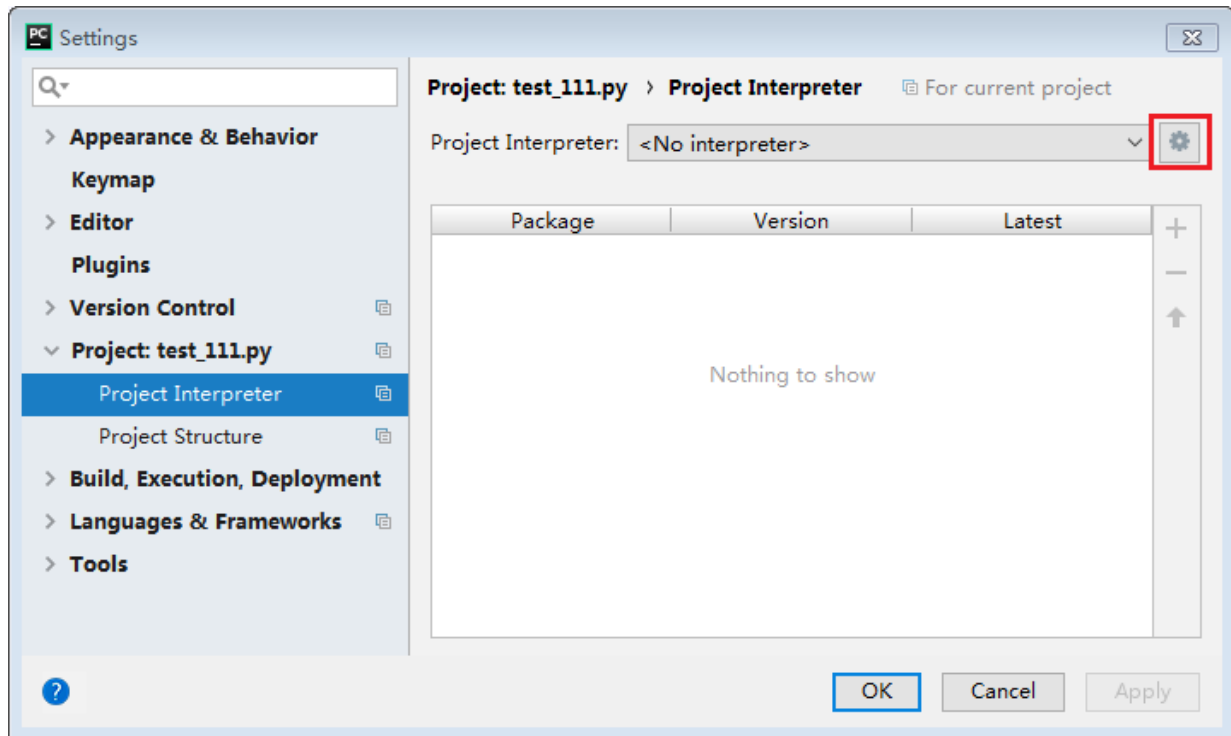 PC Settings
Project: test_111.py > Project Interpreter For current project
Project Interpreter: <No interpreter>
> Appearance & Behavior
Keymap
> Editor
Plugins
> Version Control
Project: test_111.py
Project Interpreter
Project Structure
> Build, Execution, Deployment
> Languages & Frameworks
> Tools
Package Version Latest
Nothing to show
? OK Cancel Apply